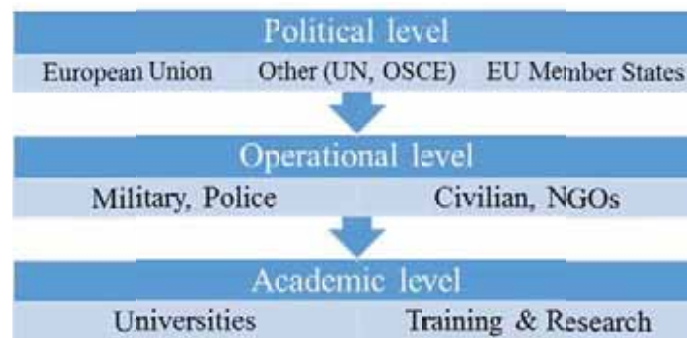 Political level
European Union Other (UN, OSCE) EU Member States
Operational level
Military, Police Civilian, NGOs
Academic level
Universities Training & Research